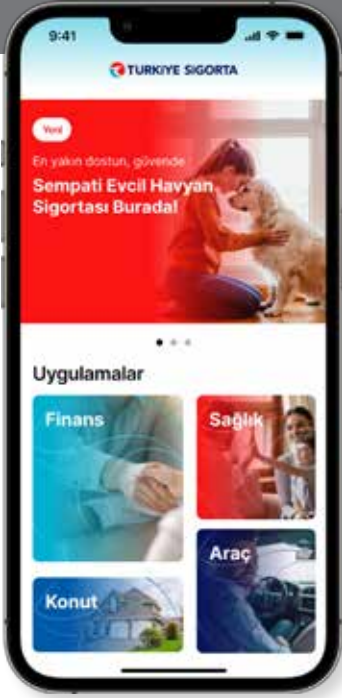 9:41
TÜRKİYE SİGORTA
Yeni
En yakın dostun, güvende
Sempati Evcil Havyan
Sigortası Burada!
Uygulamalar
Finans
Sağlık
Araç
Konut